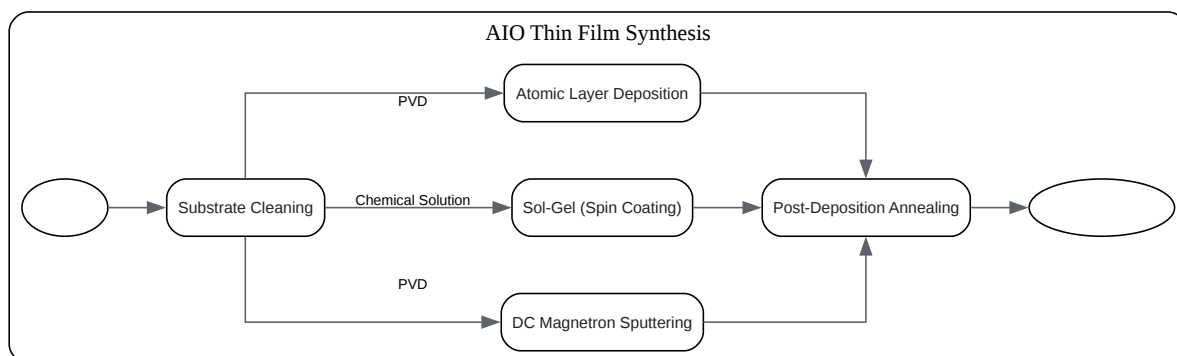 AIO Thin Film Synthesis
PVD
Atomic Layer Deposition
Substrate Cleaning
Chemical Solution
Sol-Gel (Spin Coating)
Post-Deposition Annealing
PVD
DC Magnetron Sputtering